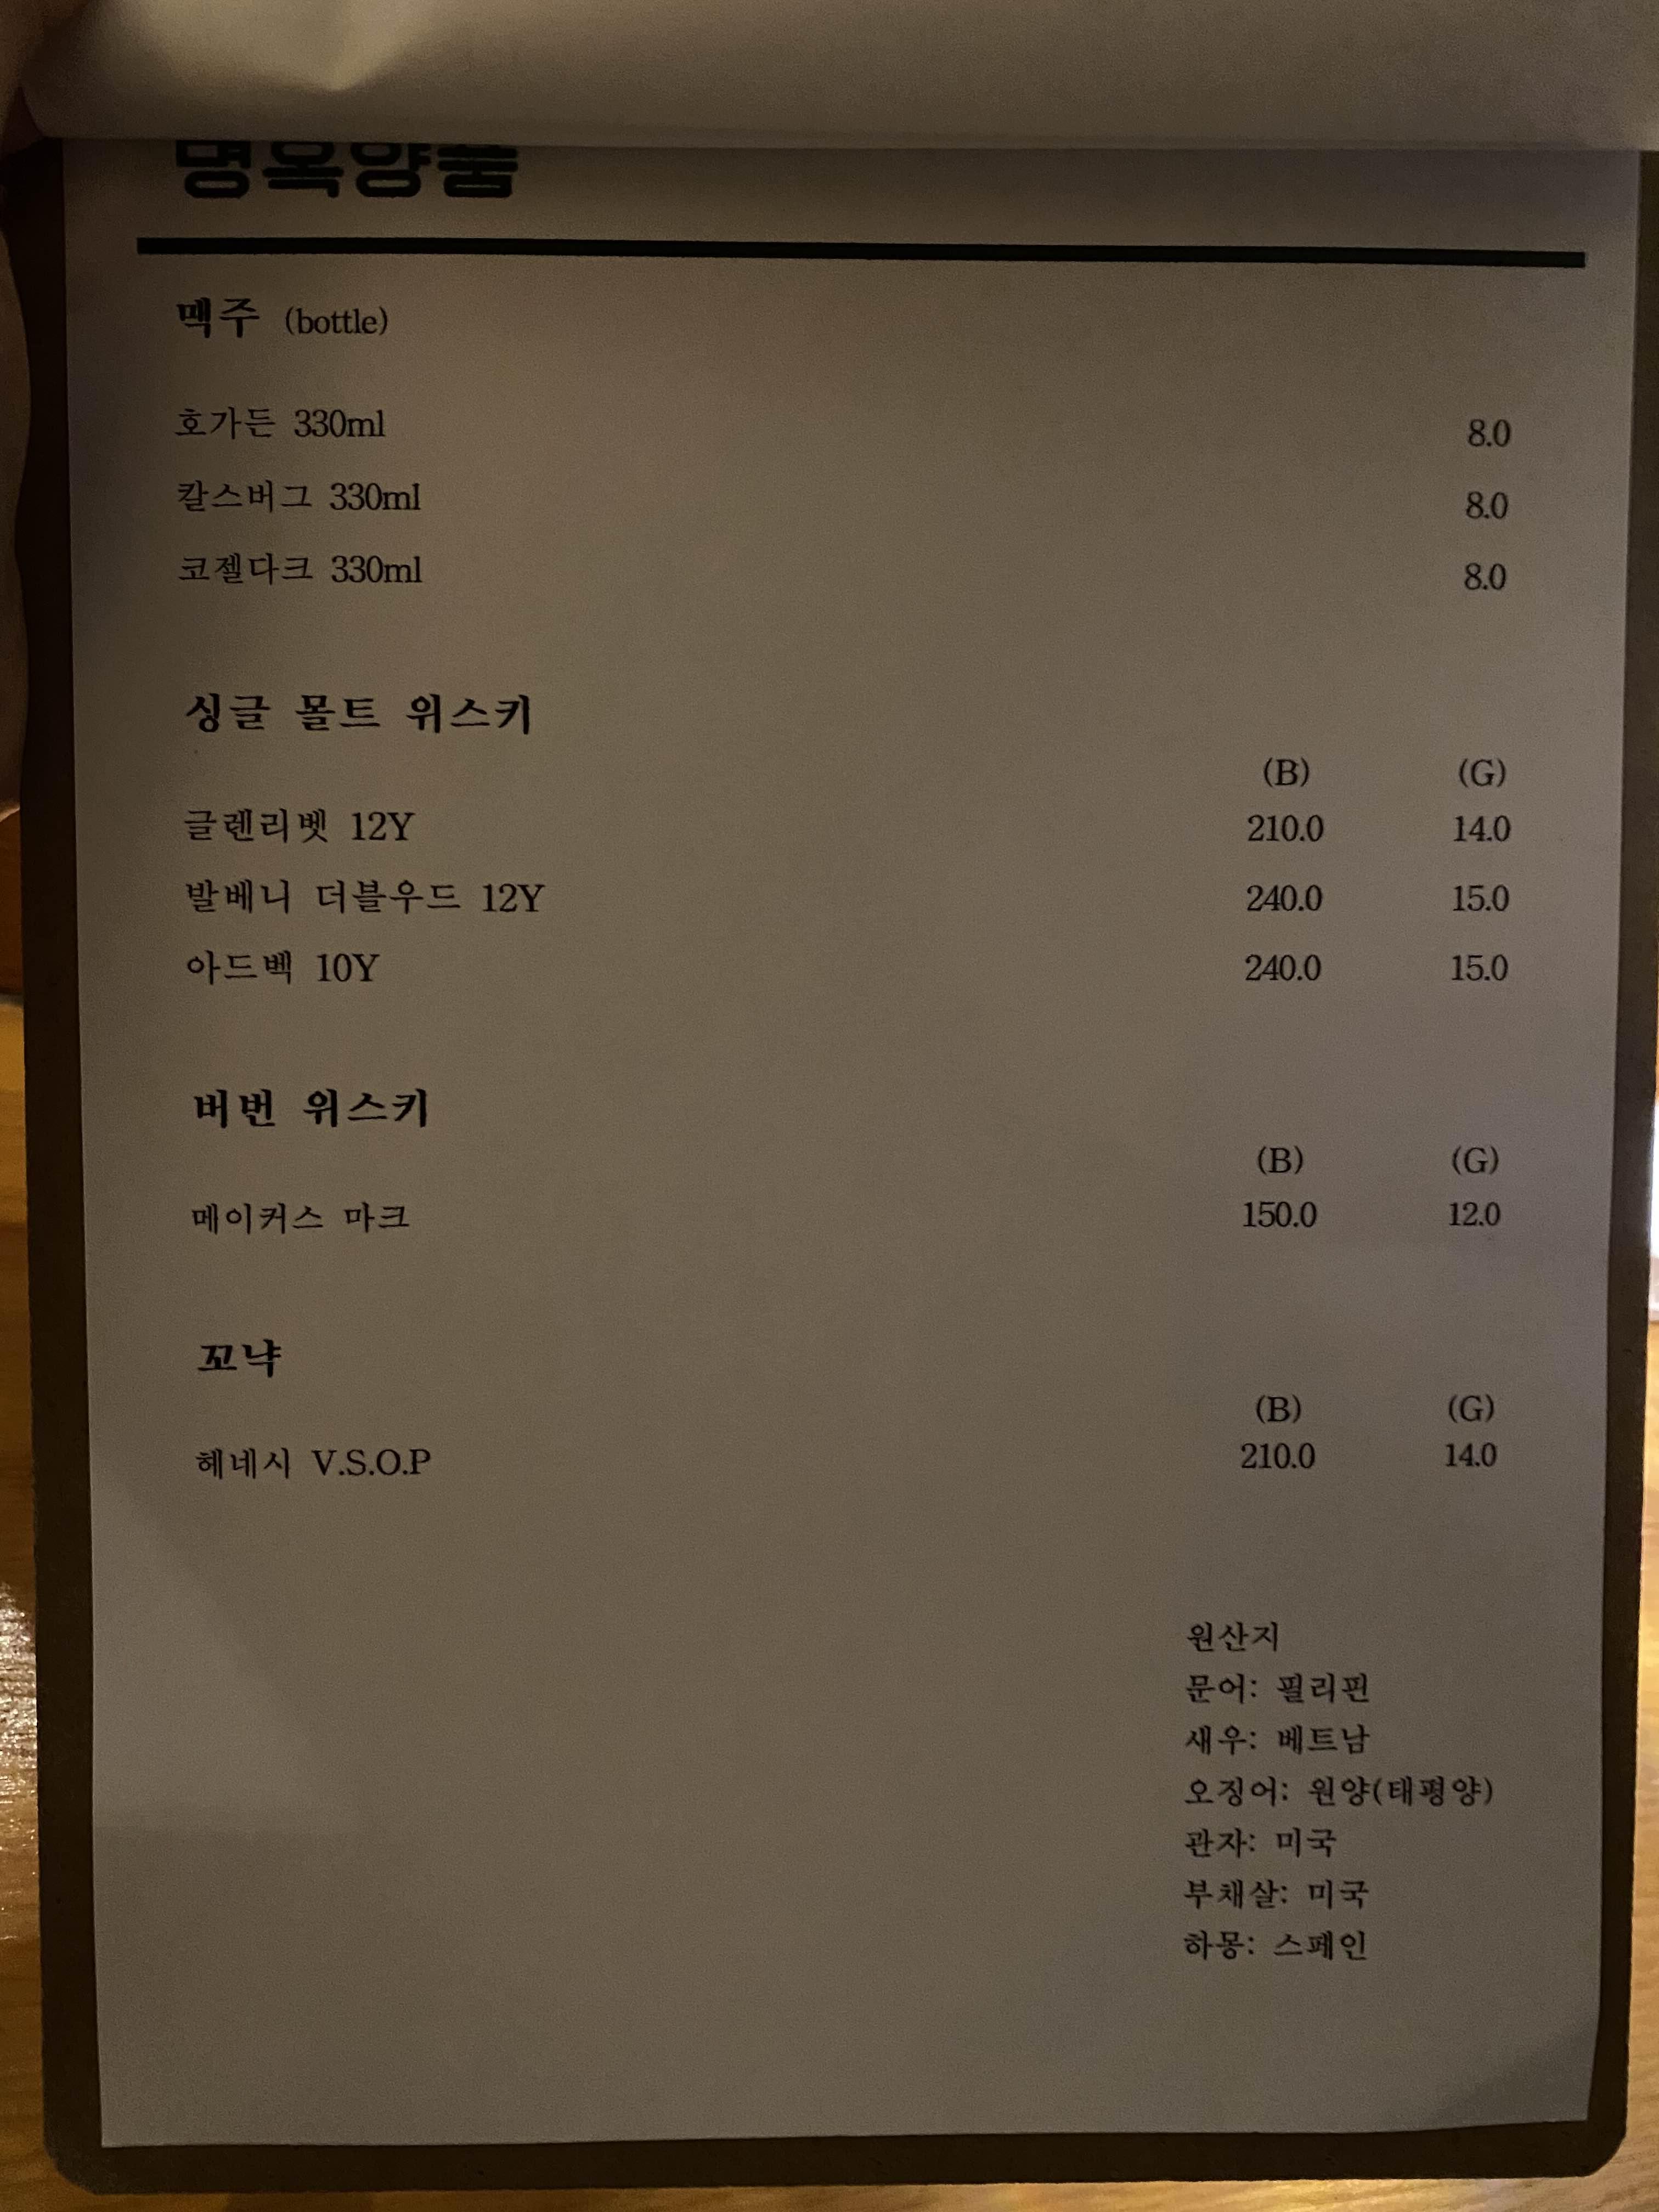 명옥양품
맥주 (bottle)
호가든 330ml 8.0
칼스버그 330ml 8.0
코젤다크 330ml 8.0
싱글 몰트 위스키
(B) (G)
글렌리벳 12Y 210.0 14.0
발베니 더블우드 12Y 240.0 15.0
아드벡 10Y 240.0 15.0
버번 위스키
(B) (G)
메이커스 마크 150.0 12.0
꼬냑
(B) (G)
헤네시 V.S.O.P 210.0 14.0
원산지
문어: 필리핀
새우: 베트남
오징어: 원양(태평양)
관자: 미국
부채살: 미국
하몽: 스페인